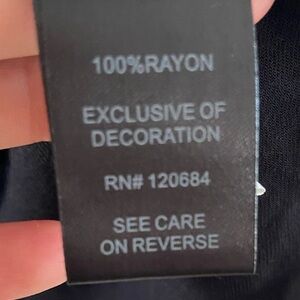 100%RAYON
EXCLUSIVE OF
DECORATION
RN# 120684
SEE CARE
ON REVERSE